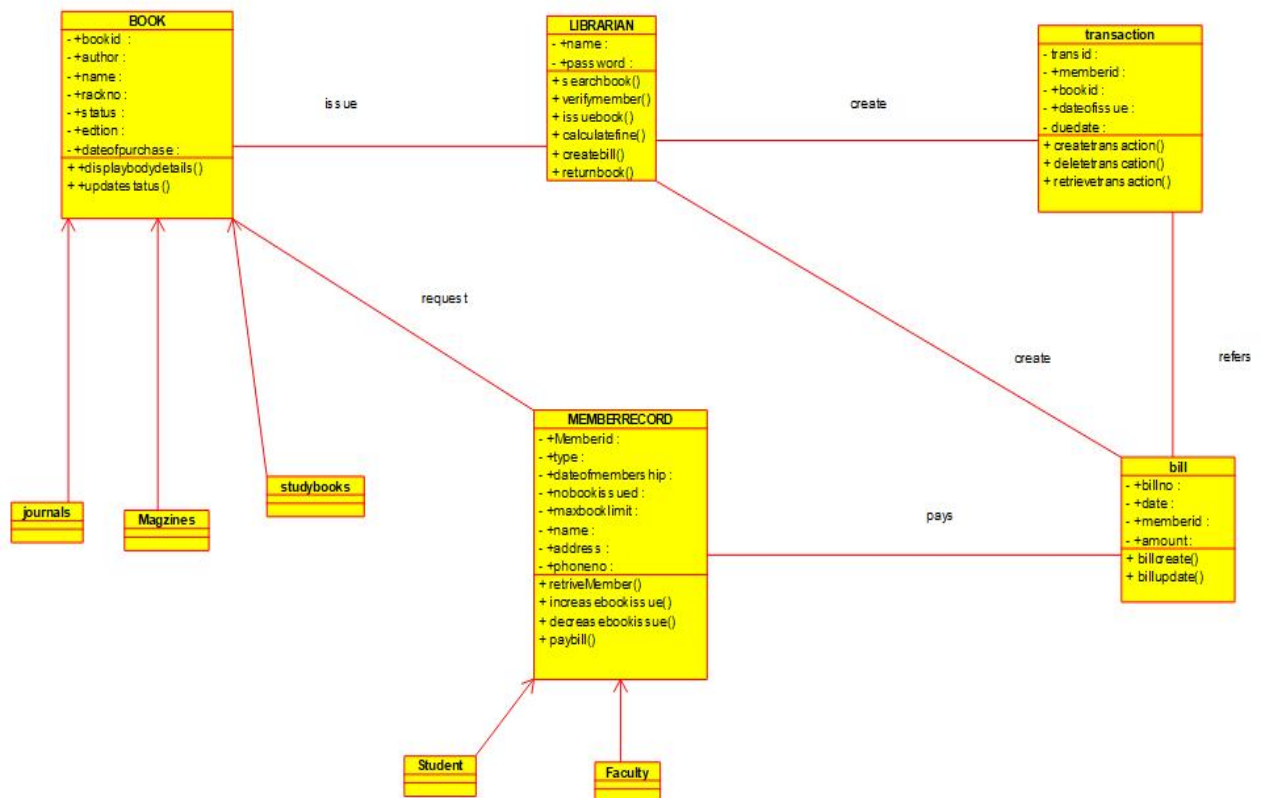 BOOK
- +bookid :
- +author :
- +name :
- +rackno :
- +status :
- +edtion :
- +dateofpurchase :
+ +displaybodydetails()
+ +updatestatus()
issue
LIBRARIAN
- +name :
- +password :
+ searchbook()
+ verifymember()
+ issuebook()
+ calculatefine()
+ createbill()
+ returnbook()
create
transaction
- transid :
- +memberid :
- +bookid :
- +dateofissue :
- duedate :
+ createtransaction()
+ deletetranscation()
+ retrievetransaction()
request
create
refers
MEMBERRECORD
- +Memberid :
- +type :
- +dateofmembership :
- +nobookissued :
- +maxbooklimit :
- +name :
- +address :
- +phoneno :
+ retriveMember()
+ increasebookissue()
+ decreasebookissue()
+ paybill()
pays
bill
- +billno :
- +date :
- +memberid :
- +amount :
+ billcreate()
+ billupdate()
journals
Magzines
studybooks
Student
Faculty